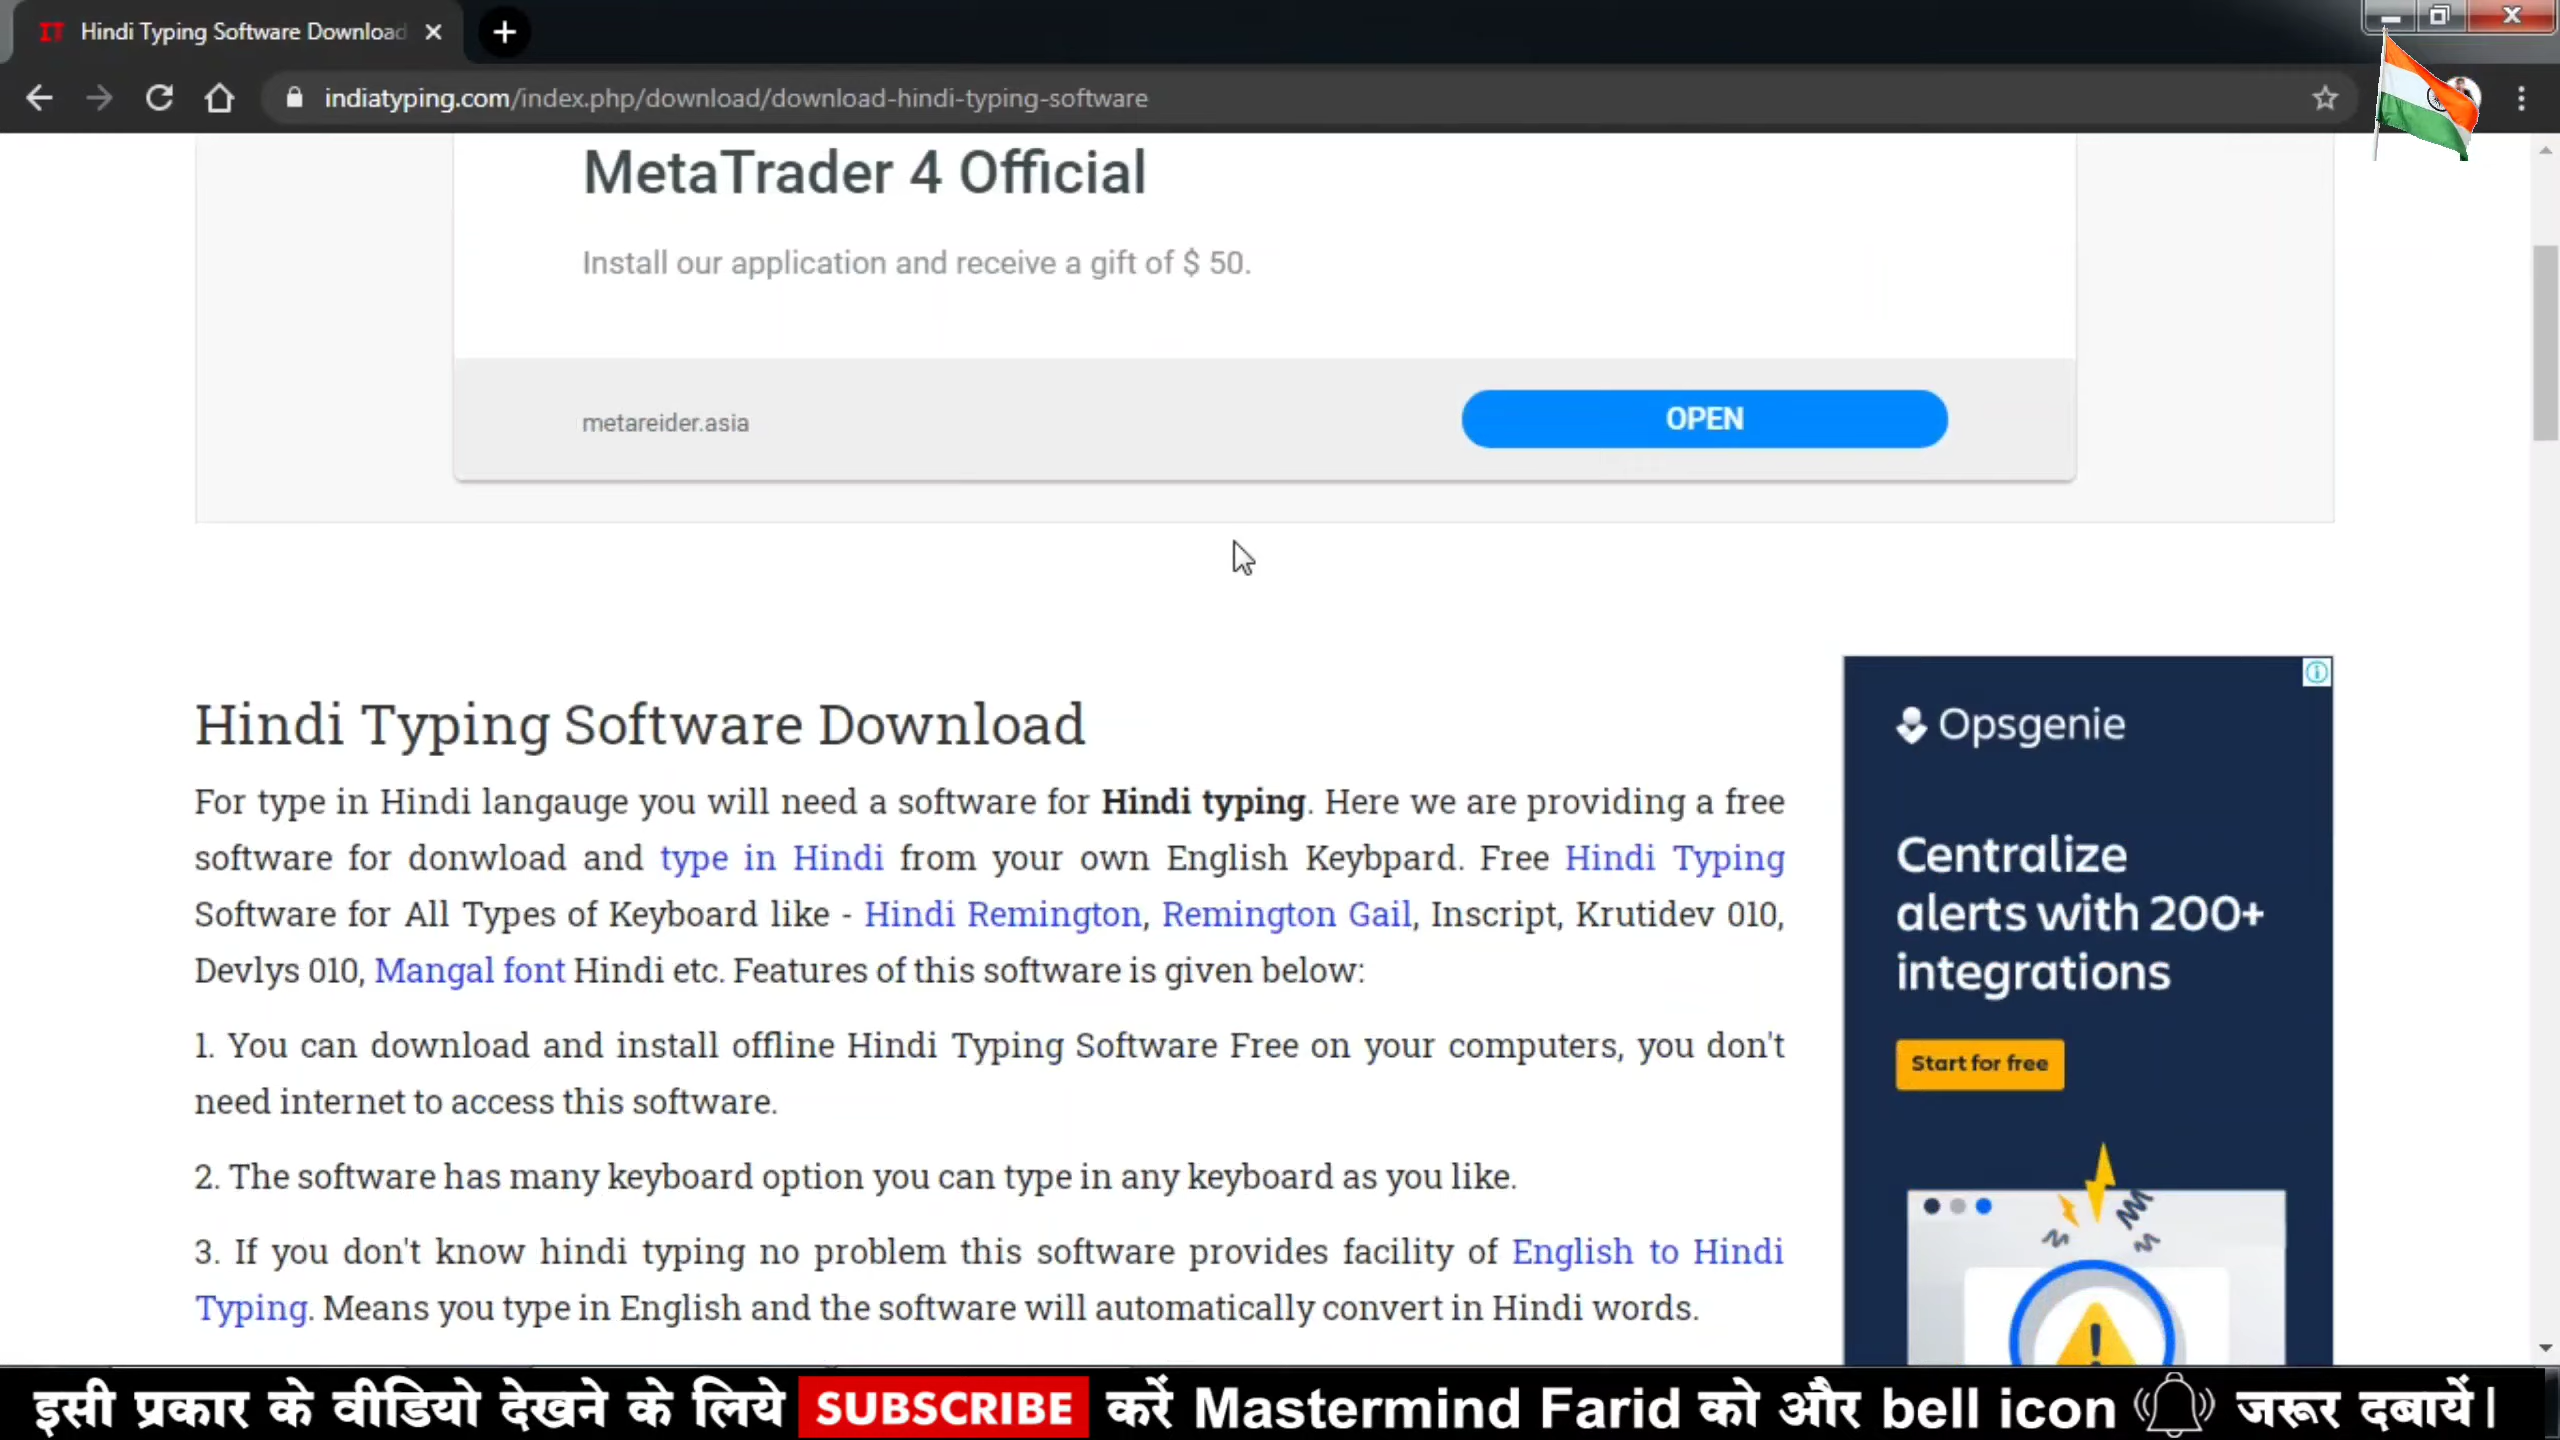 IT Hindi Typing Software Download
indiatyping.com/index.php/download/download-hindi-typing-software
MetaTrader 4 Official
Install our application and receive a gift of $ 50.
metareider.asia
OPEN
Hindi Typing Software Download
For type in Hindi langauge you will need a software for Hindi typing. Here we are providing a free
software for donwload and type in Hindi from your own English Keybpard. Free Hindi Typing
Software for All Types of Keyboard like - Hindi Remington, Remington Gail, Inscript, Krutidev 010,
Devlys 010, Mangal font Hindi etc. Features of this software is given below:
1. You can download and install offline Hindi Typing Software Free on your computers, you don't
need internet to access this software.
2. The software has many keyboard option you can type in any keyboard as you like.
3. If you don't know hindi typing no problem this software provides facility of English to Hindi
Typing. Means you type in English and the software will automatically convert in Hindi words.
Opsgenie
Centralize
alerts with 200+
integrations
Start for free
इसी प्रकार के वीडियो देखने के लिये SUBSCRIBE करें Mastermind Farid को और bell icon जरूर दबायें।